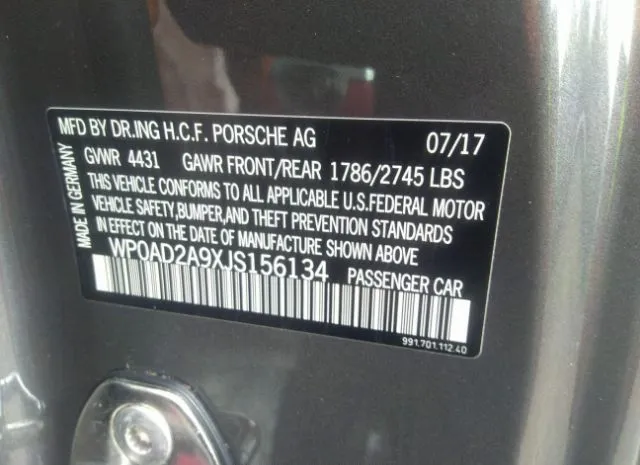 MFD BY DR.ING H.C.F. PORSCHE AG 07/17
GVWR 4431 GAWR FRONT/REAR 1786/2745 LBS
THIS VEHICLE CONFORMS TO ALL APPLICABLE U.S.FEDERAL MOTOR
VEHICLE SAFETY,BUMPER,AND THEFT PREVENTION STANDARDS
IN EFFECT ON THE DATE OF MANUFACTURE SHOWN ABOVE
WP0AD2A9XJS156134 PASSENGER CAR
991.701.112.40
MADE IN GERMANY